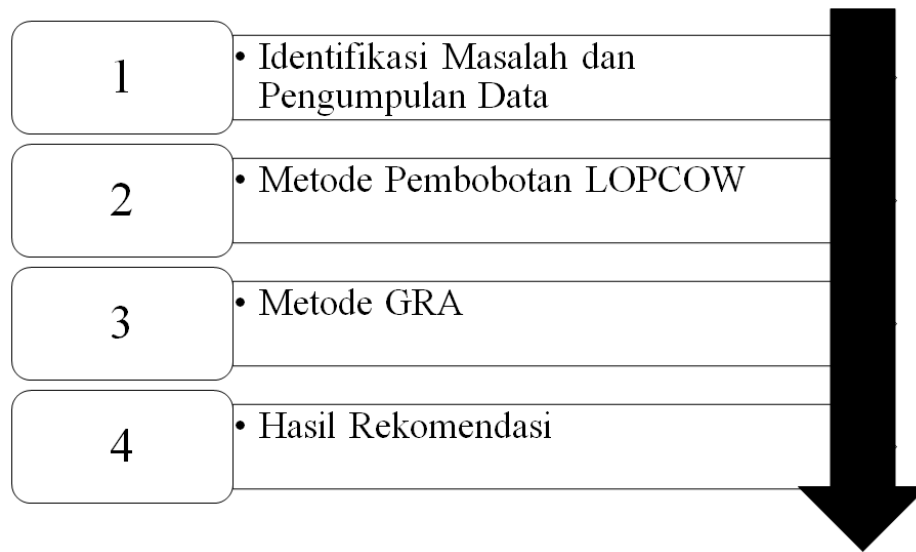 1
• Identifikasi Masalah dan
Pengumpulan Data
2
• Metode Pembobotan LOPCOW
3
• Metode GRA
4
• Hasil Rekomendasi